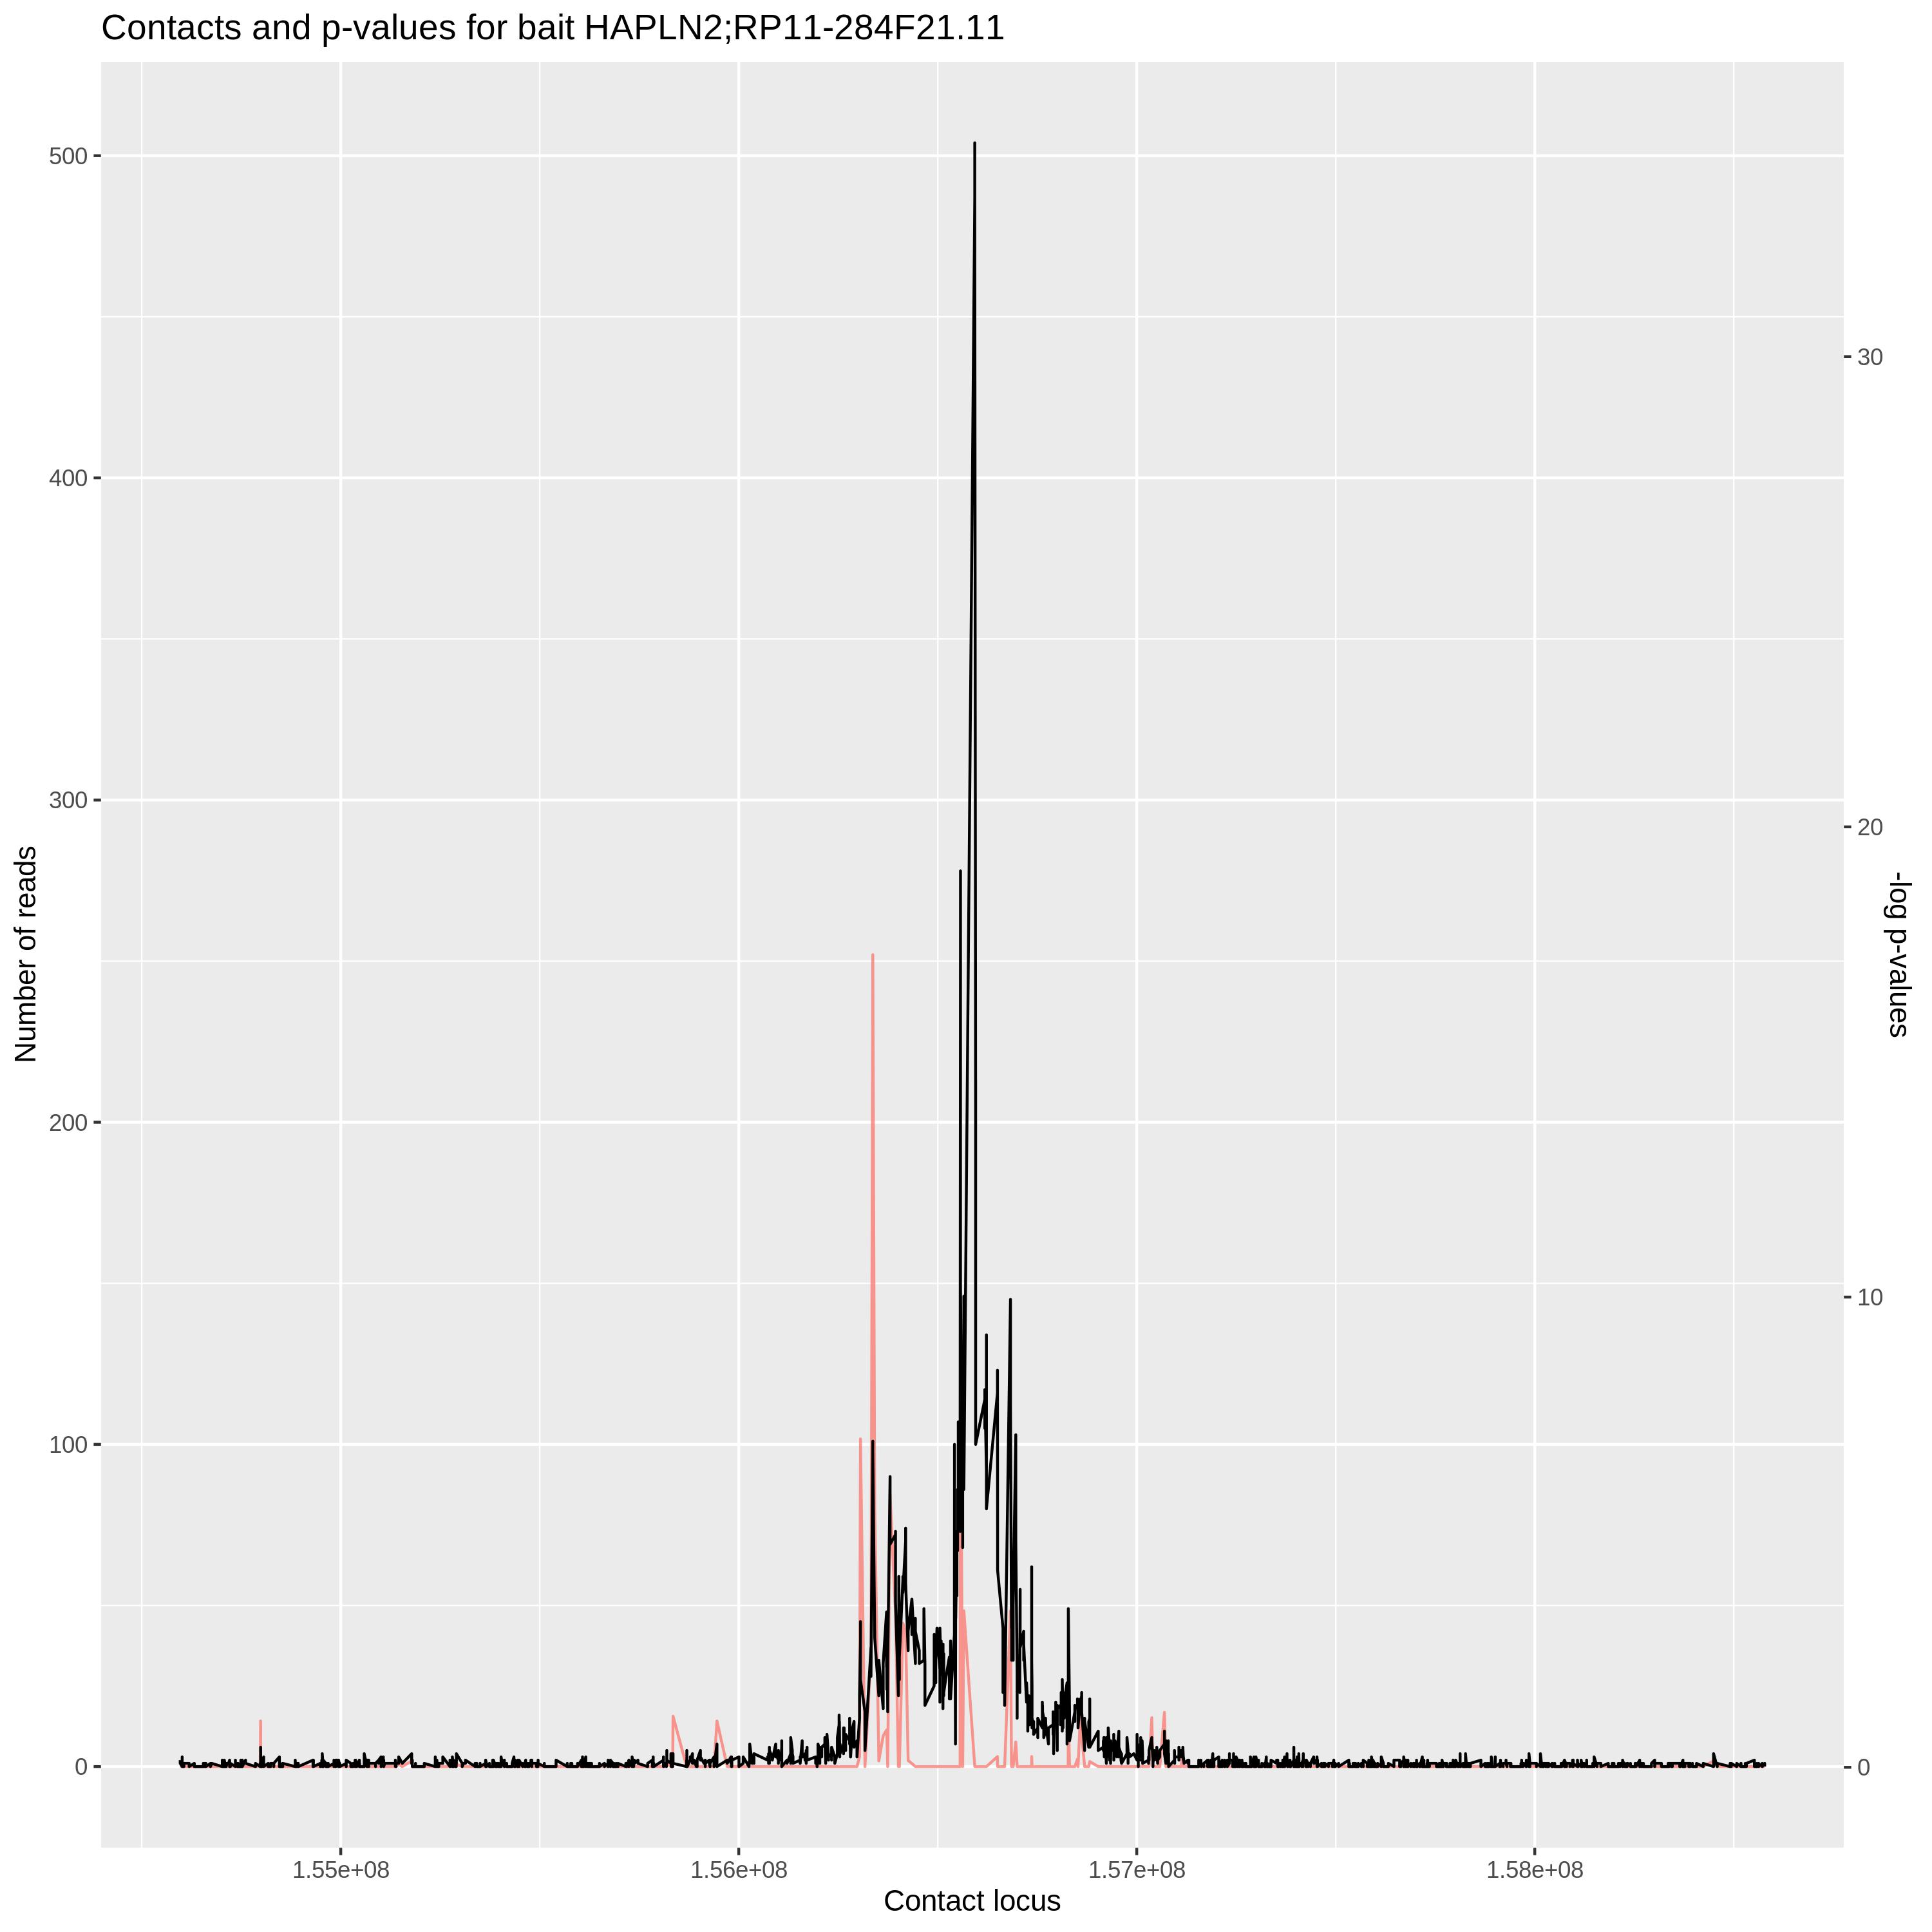 Contacts and p-values for bait HAPLN2;RP11-284F21.11
500
400
300
200
100
0
Number of reads
30
20
10
0
-log p-values
1.55e+08
1.56e+08
1.57e+08
1.58e+08
Contact locus